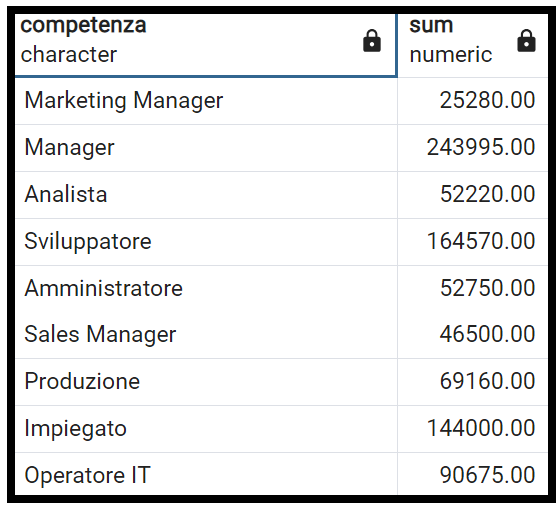 competenza sum
character numeric
Marketing Manager 25280.00
Manager 243995.00
Analista 52220.00
Sviluppatore 164570.00
Amministratore 52750.00
Sales Manager 46500.00
Produzione 69160.00
Impiegato 144000.00
Operatore IT 90675.00